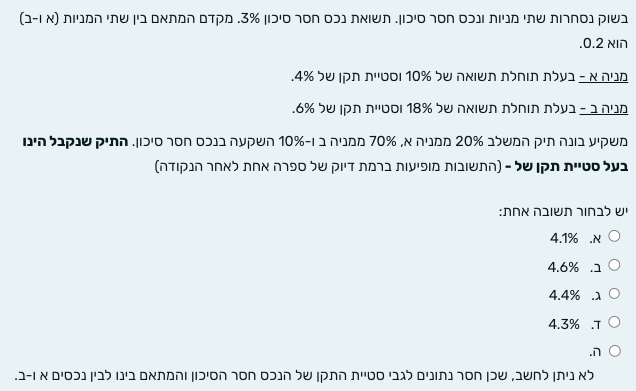 בשוק נסחרות שתי מניות ונכס חסר סיכון. תשואת נכס חסר סיכון 3%. מקדם המתאם בין שתי המניות (א ו-ב)
הוא 0.2.
מניה א - בעלת תוחלת תשואה של 10% וסטיית תקן של 4%.
מניה ב - בעלת תוחלת תשואה של 18% וסטיית תקן של 6%.
משקיע בונה תיק המשלב 20% ממניה א, 70% ממניה ב ו-10% השקעה בנכס חסר סיכון. התיק שנקבל הינו
בעל סטיית תקן של - (התשובות מופיעות ברמת דיוק של ספרה אחת לאחר הנקודה)
יש לבחור תשובה אחת:
א. 4.1%
ב. 4.6%
ג. 4.4%
ד. 4.3%
ה.
לא ניתן לחשב, שכן חסר נתונים לגבי סטיית התקן של הנכס חסר הסיכון והמתאם בינו לבין נכסים א ו-ב.